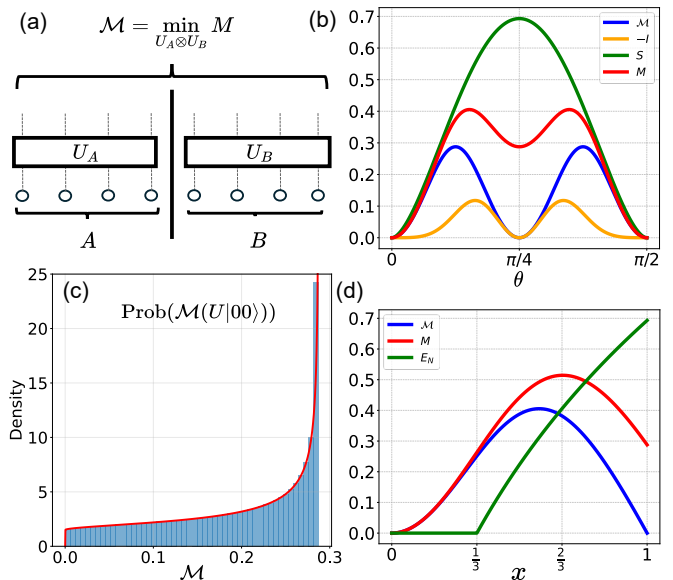 (a)
ℳ = min M
U_A⊗U_B
U_A
U_B
A
B
(b)
0.7
0.6
0.5
0.4
0.3
0.2
0.1
0.0
ℳ
−I
S
M
0
π/4
π/2
θ
(c)
Prob(ℳ(U|00⟩))
Density
25
20
15
10
5
0
0.0
0.1
0.2
0.3
ℳ
(d)
0.7
0.6
0.5
0.4
0.3
0.2
0.1
0.0
ℳ
M
E_N
0
1/3
2/3
1
x